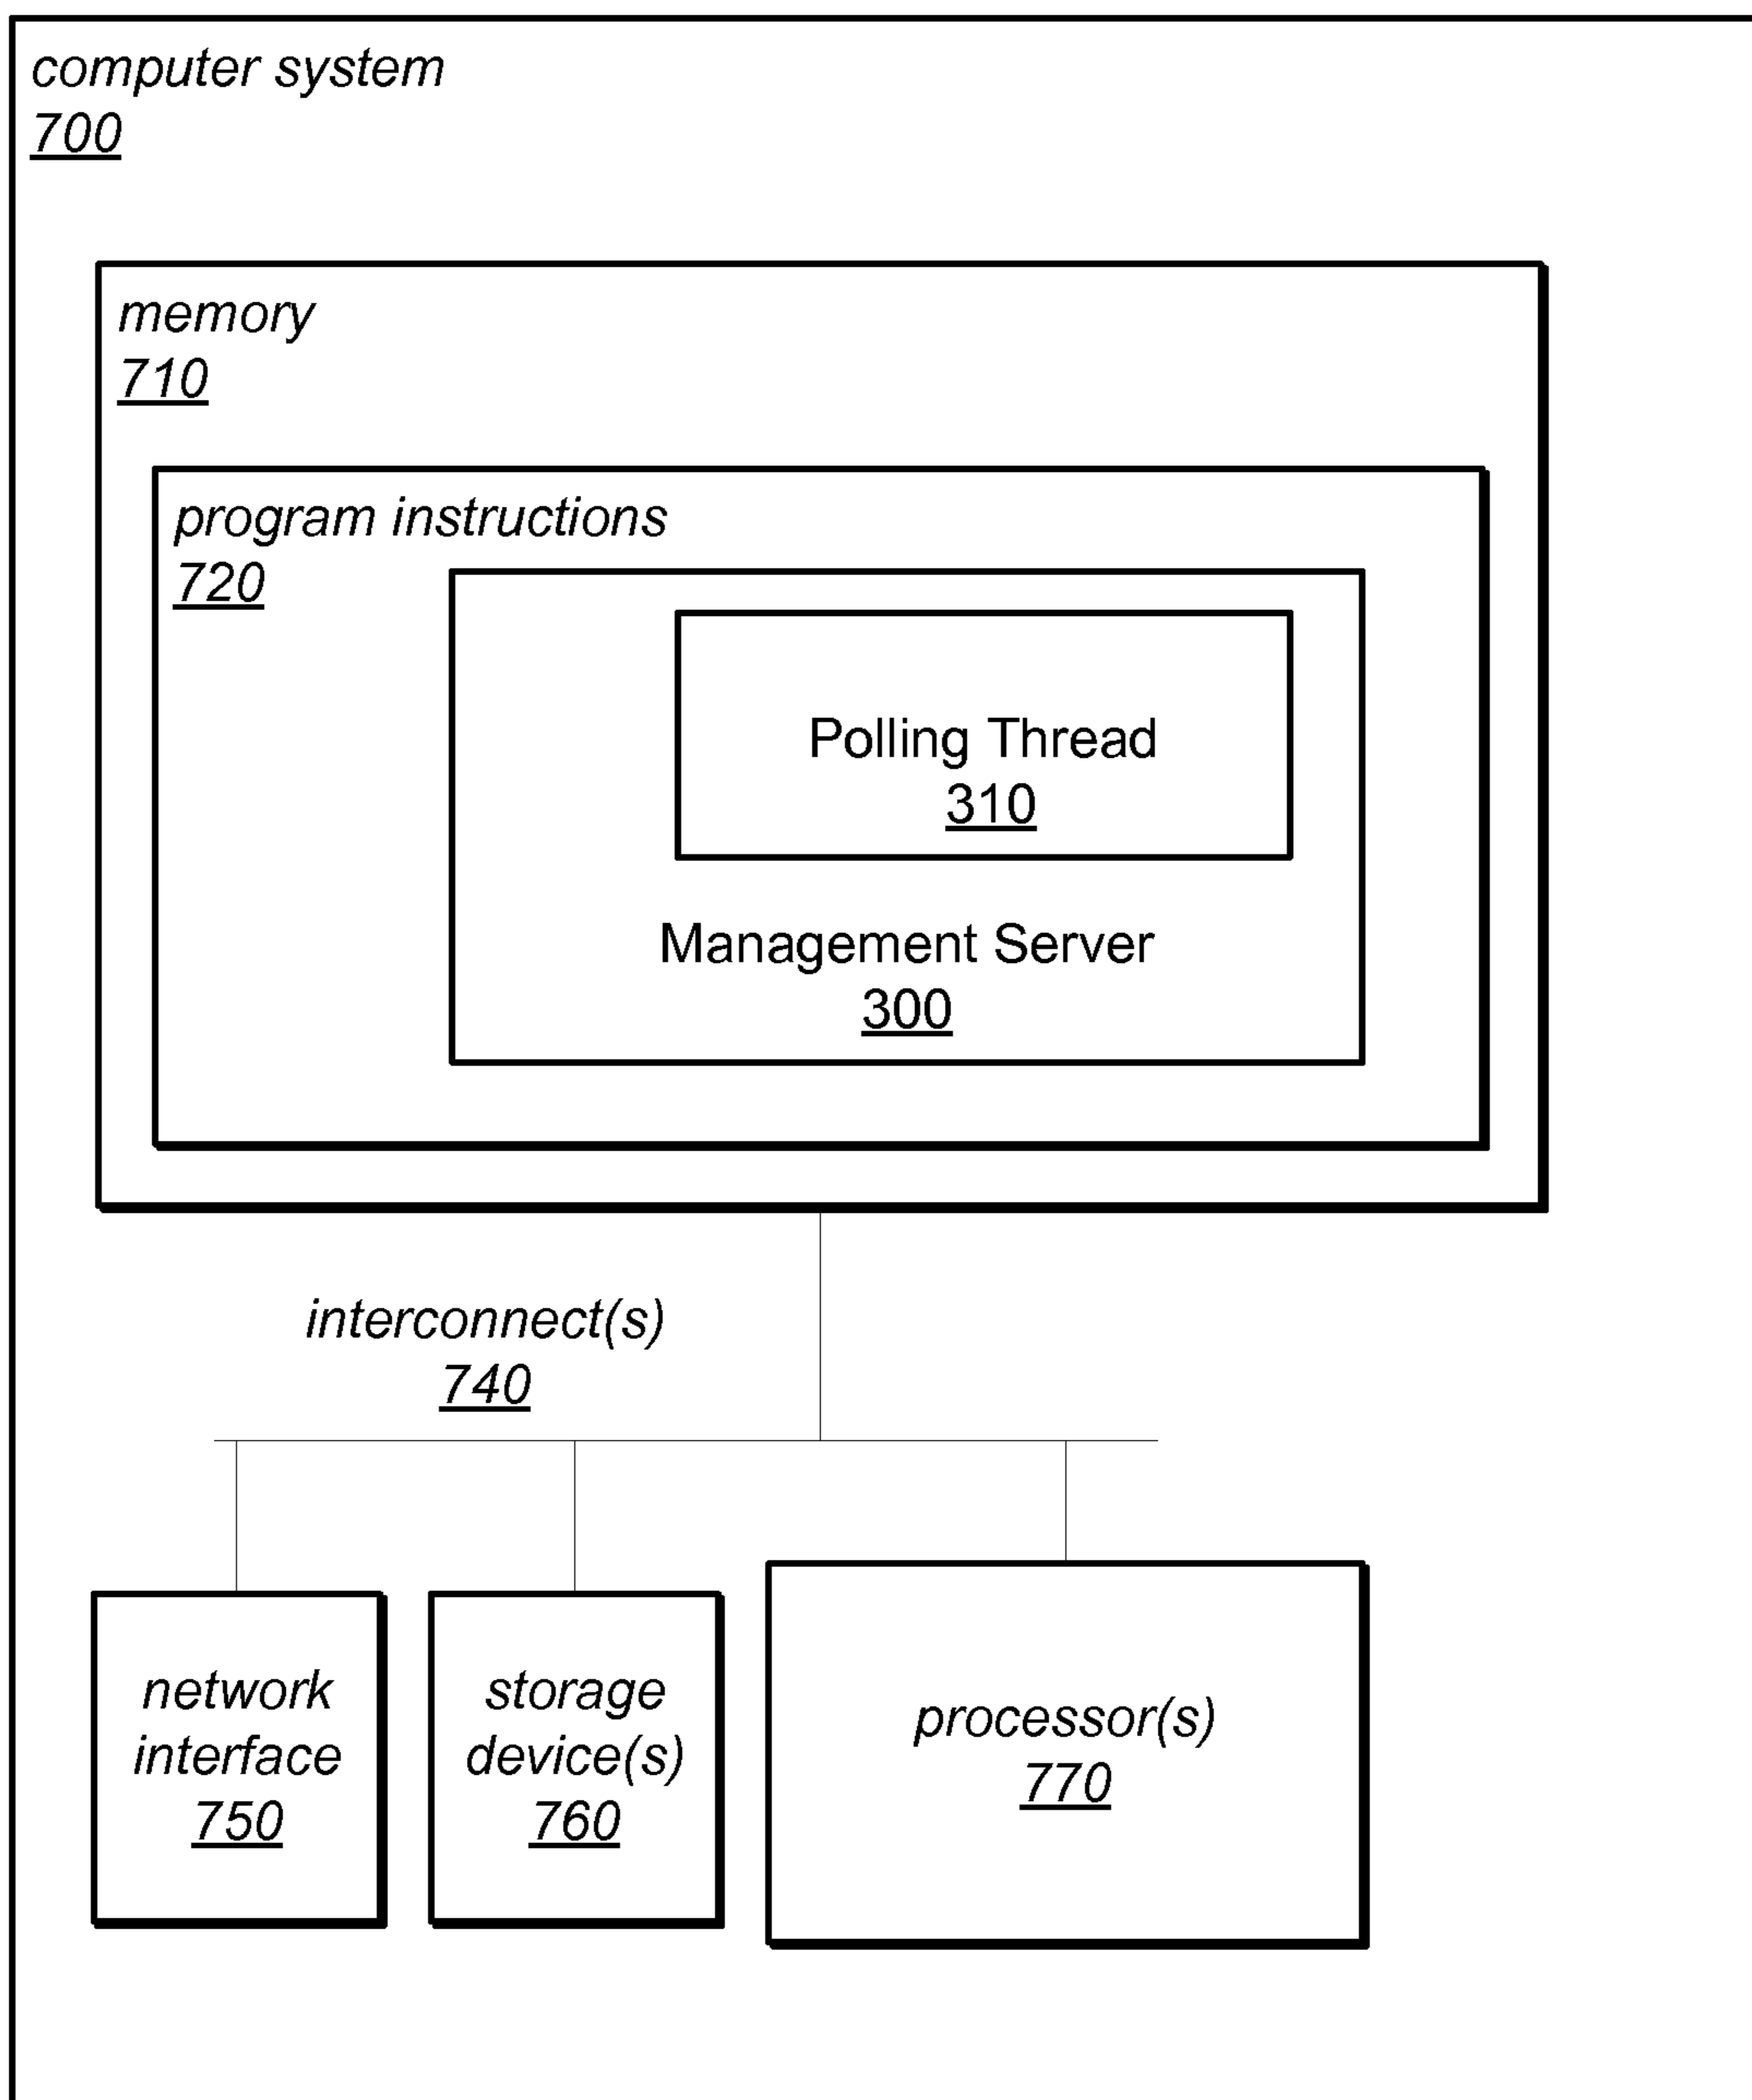 computer system
700
memory
710
program instructions
720
Polling Thread
310
Management Server
300
interconnect(s)
740
network
interface
750
storage
device(s)
760
processor(s)
770